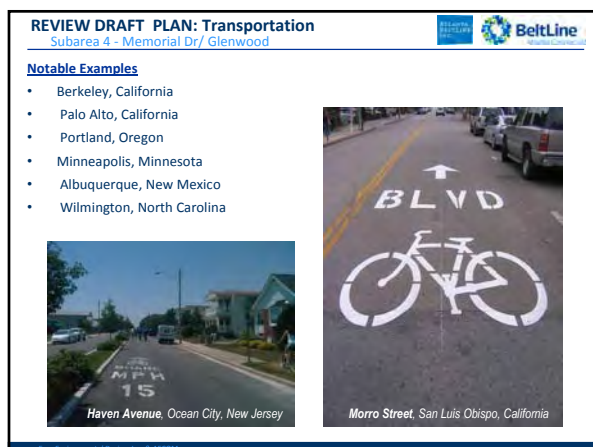 REVIEW DRAFT PLAN: Transportation
Subarea 4 - Memorial Dr/ Glenwood
BeltLine
Notable Examples
• Berkeley, California
• Palo Alto, California
• Portland, Oregon
• Minneapolis, Minnesota
• Albuquerque, New Mexico
• Wilmington, North Carolina
BLVD
MPH
15
Haven Avenue, Ocean City, New Jersey
Morro Street, San Luis Obispo, California